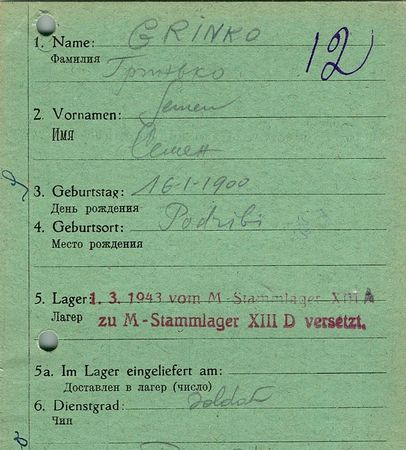 1. Name: GRINKO
Фамилия Гринько
12
2. Vornamen: Semen
Имя Семен
3. Geburtstag: 16-1-1900
День рождения
4. Geburtsort: Podribi
Место рождения
5. Lager 1. 3. 1943 vom M-Stammlager XIII A
Лагер zu M-Stammlager XIII D versetzt.
5a. Im Lager eingeliefert am:
Доставлен в лагер (число)
6. Dienstgrad: Soldat
Чин